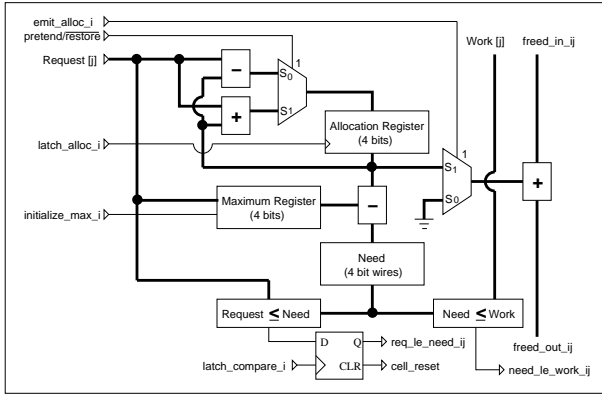 emit_alloc_i
pretend/restore
Request [j]
Work [j]
freed_in_ij
1
−
S0
+
S1
Allocation Register
(4 bits)
latch_alloc_i
1
S1
S0
+
Maximum Register
(4 bits)
−
initialize_max_i
Need
(4 bit wires)
Request ≤ Need
Need ≤ Work
D
Q
req_le_need_ij
freed_out_ij
latch_compare_i
CLR
cell_reset
need_le_work_ij